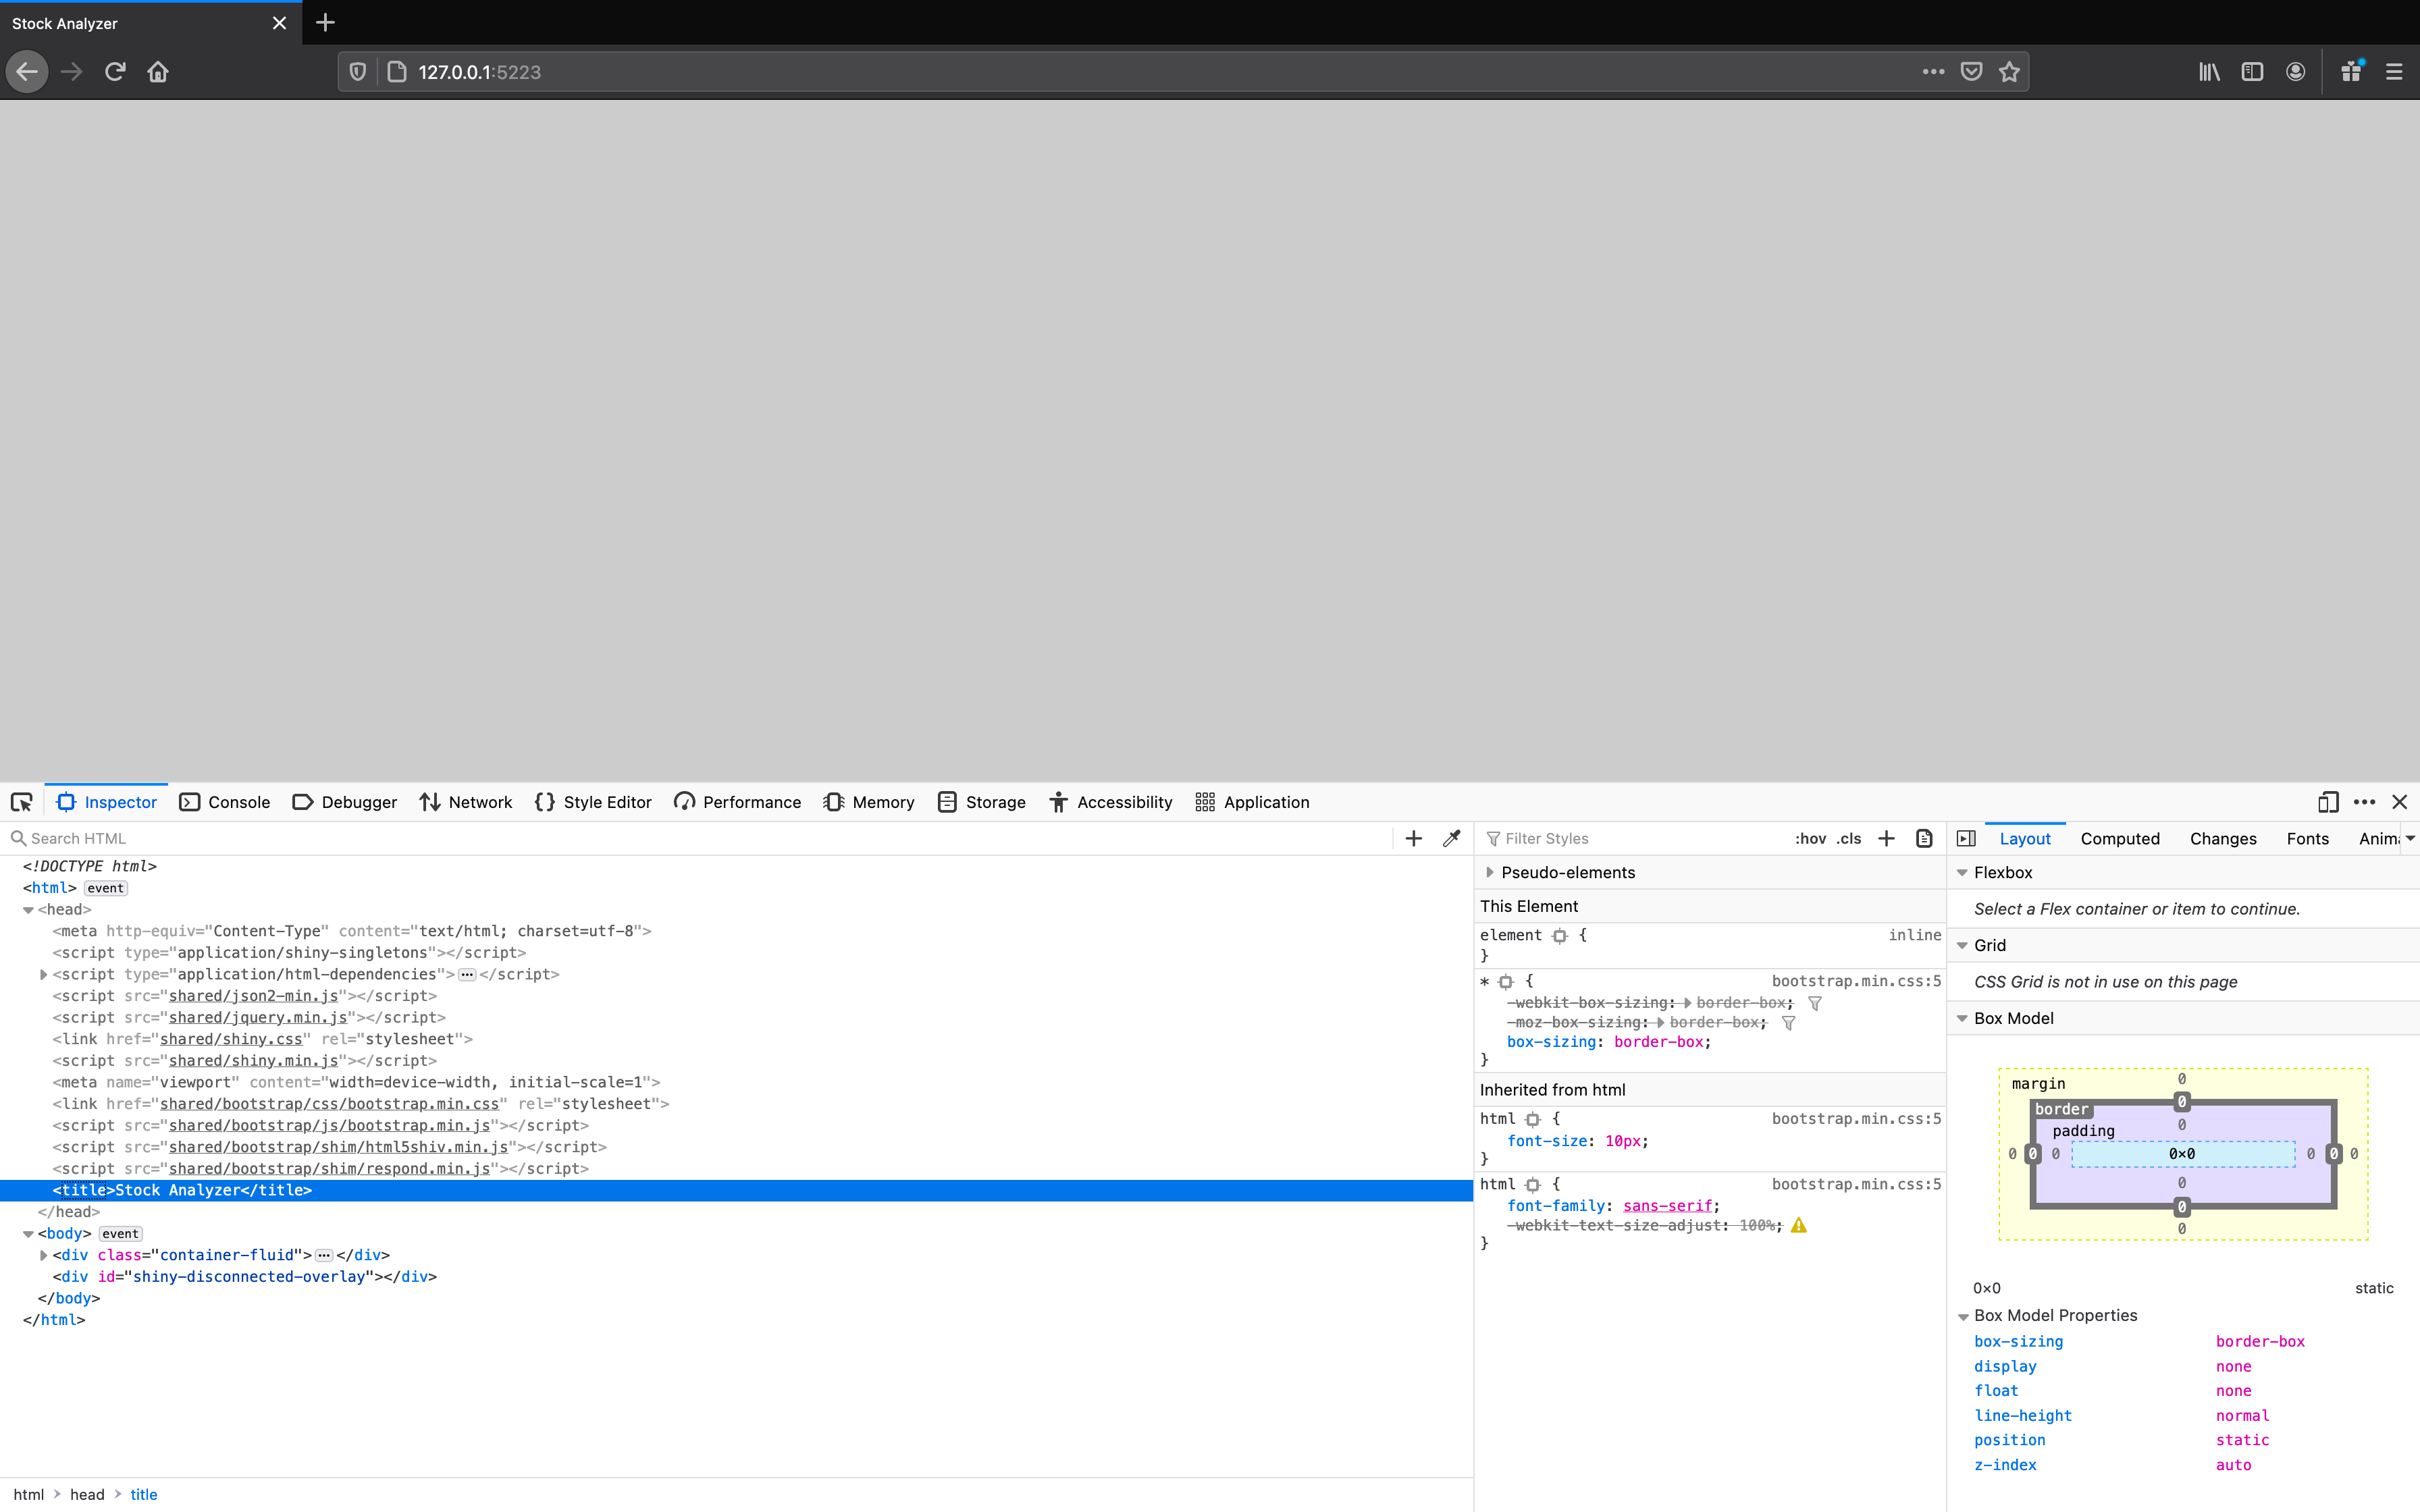 Stock Analyzer
127.0.0.1:5223
Inspector
Console
Debugger
Network
Style Editor
Performance
Memory
Storage
Accessibility
Application
Search HTML
<!DOCTYPE html>
<html> event
<head>
<meta http-equiv="Content-Type" content="text/html; charset=utf-8">
<script type="application/shiny-singletons"></script>
<script type="application/html-dependencies">⋯</script>
<script src="shared/json2-min.js"></script>
<script src="shared/jquery.min.js"></script>
<link href="shared/shiny.css" rel="stylesheet">
<script src="shared/shiny.min.js"></script>
<meta name="viewport" content="width=device-width, initial-scale=1">
<link href="shared/bootstrap/css/bootstrap.min.css" rel="stylesheet">
<script src="shared/bootstrap/js/bootstrap.min.js"></script>
<script src="shared/bootstrap/shim/html5shiv.min.js"></script>
<script src="shared/bootstrap/shim/respond.min.js"></script>
<title>Stock Analyzer</title>
</head>
<body> event
<div class="container-fluid">⋯</div>
<div id="shiny-disconnected-overlay"></div>
</body>
</html>
html > head > title
Filter Styles
:hov .cls
Pseudo-elements
This Element
element { inline
}
* { bootstrap.min.css:5
-webkit-box-sizing: border-box;
-moz-box-sizing: border-box;
box-sizing: border-box;
}
Inherited from html
html { bootstrap.min.css:5
font-size: 10px;
}
html { bootstrap.min.css:5
font-family: sans-serif;
-webkit-text-size-adjust: 100%;
}
Layout
Computed
Changes
Fonts
Anim
Flexbox
Select a Flex container or item to continue.
Grid
CSS Grid is not in use on this page
Box Model
margin 0
border 0
padding 0
0 0 0 0×0 0 0 0
0
0
0
0×0 static
Box Model Properties
box-sizing border-box
display none
float none
line-height normal
position static
z-index auto